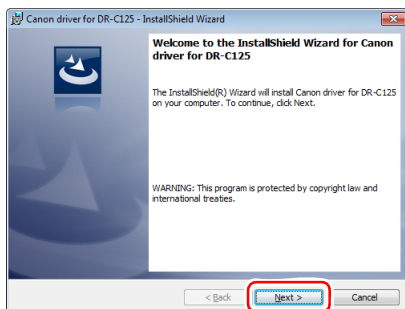 Canon driver for DR-C125 - InstallShield Wizard
Welcome to the InstallShield Wizard for Canon
driver for DR-C125
The InstallShield(R) Wizard will install Canon driver for DR-C125
on your computer. To continue, click Next.
WARNING: This program is protected by copyright law and
international treaties.
< Back
Next >
Cancel